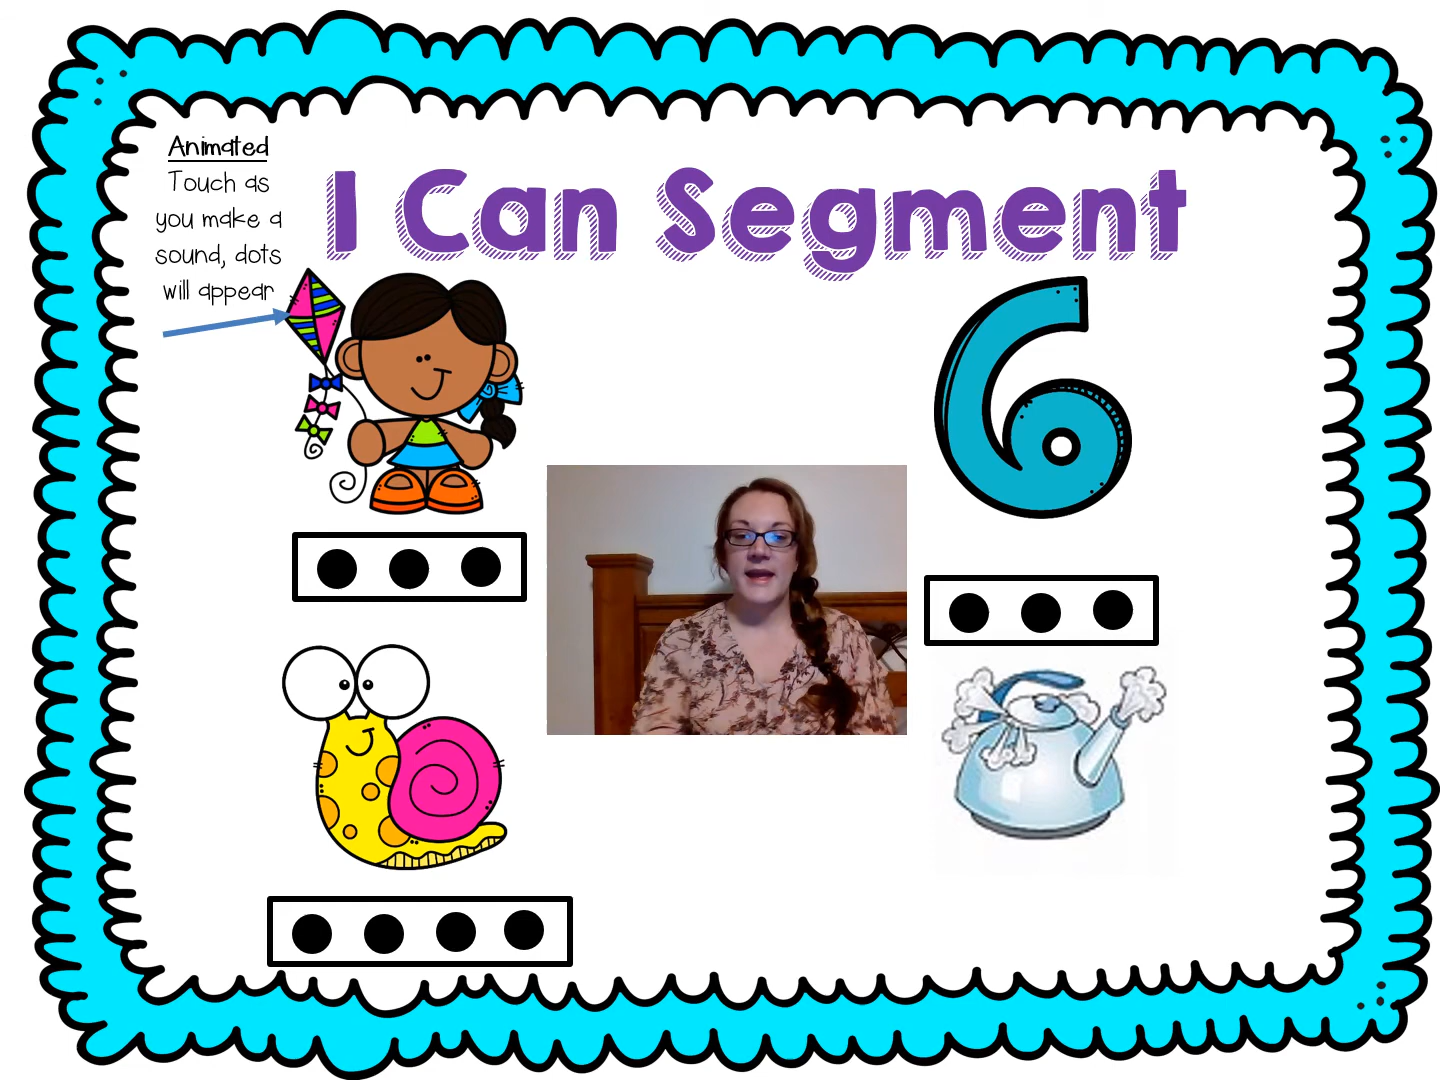 Animated
Touch as
you make a
sound, dots
will appear
I Can Segment
6